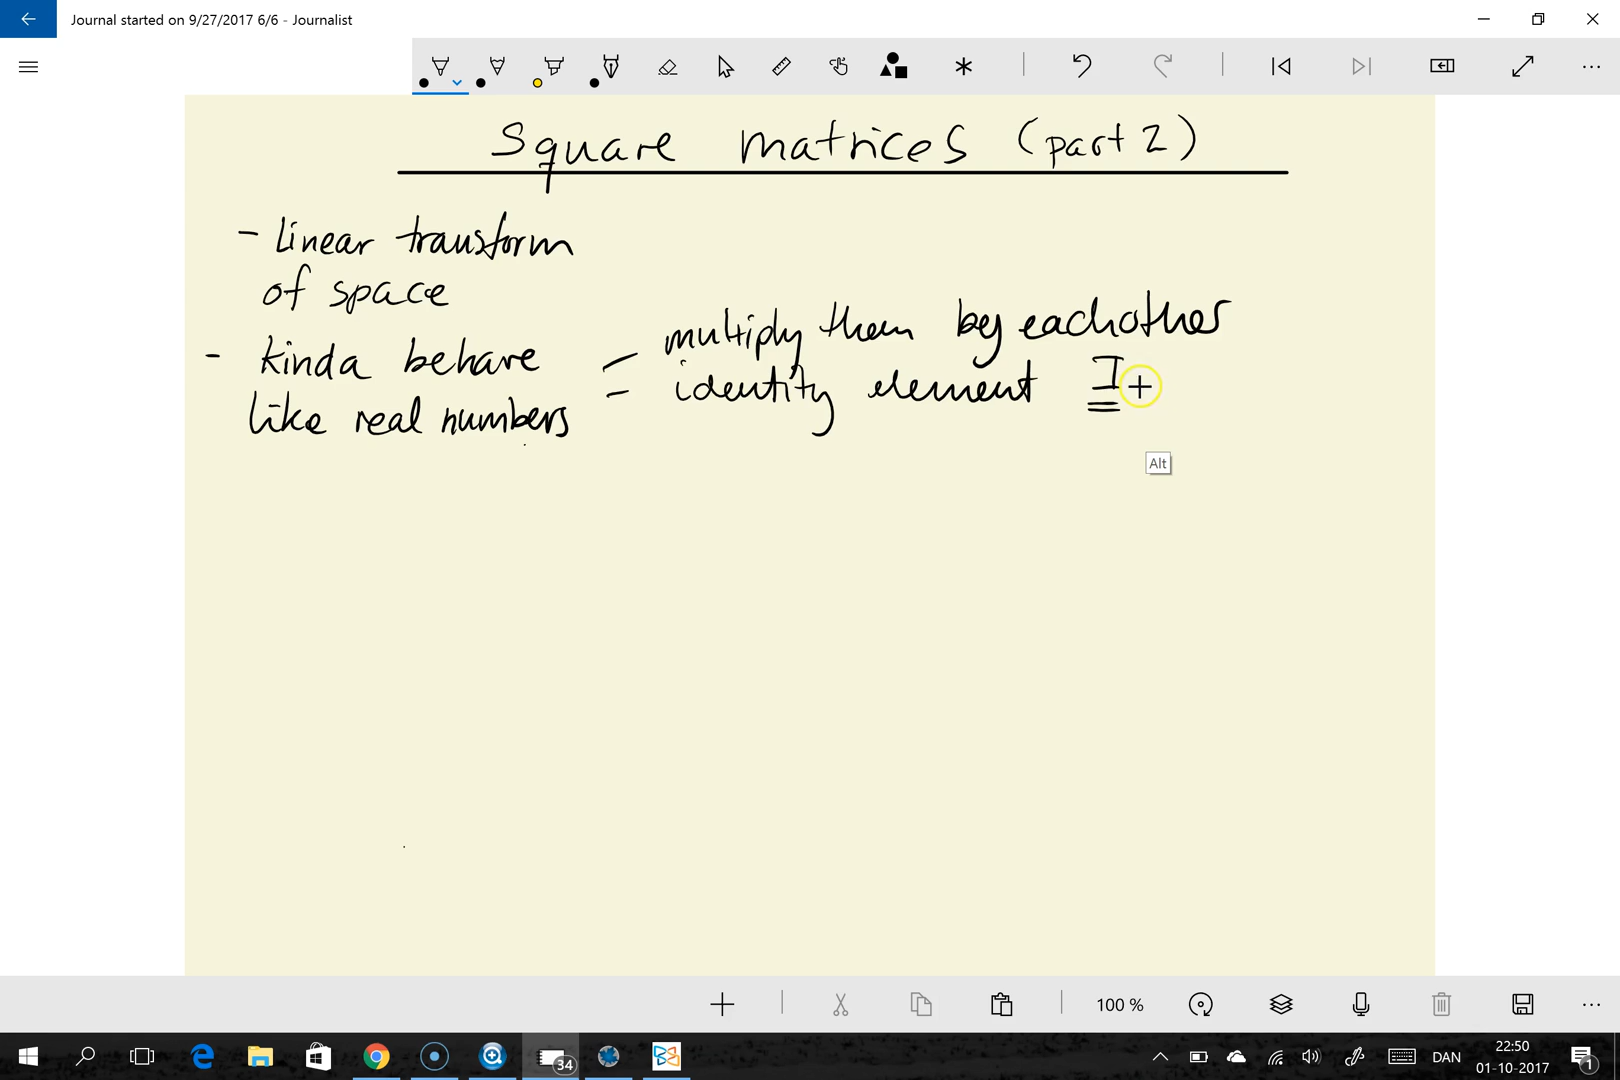 Journal started on 9/27/2017 6/6 - Journalist
Square matrices (part 2)
- Linear transform
of space
- multiply them by eachother
- kinda behave
- identity element I
like real numbers
Alt
100 %
34
DAN
22:50
01-10-2017
1